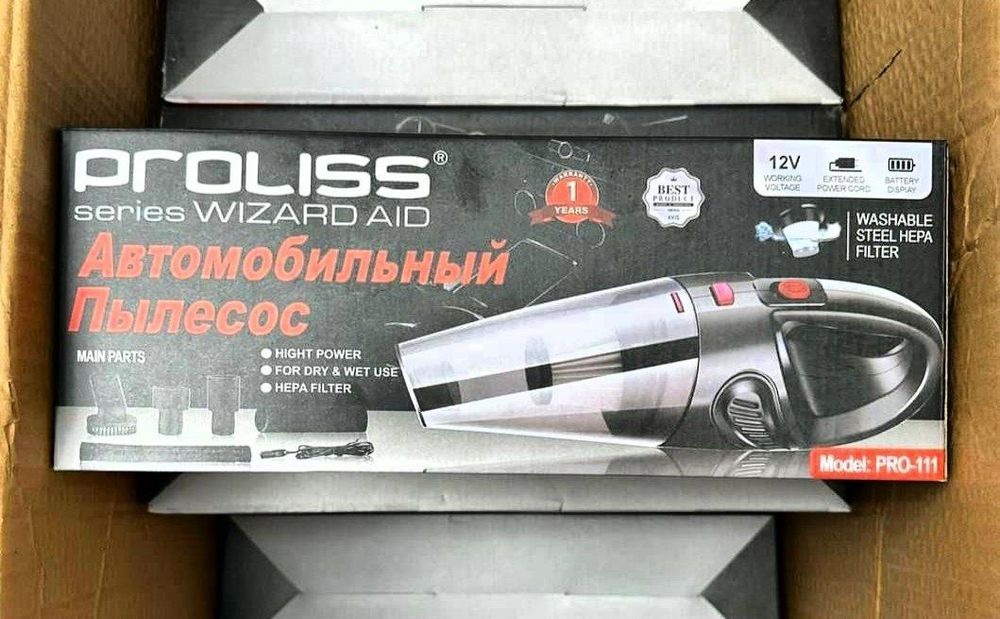 PROLISS®
series WIZARD AID
Автомобильный
Пылесос
MAIN PARTS
HIGHT POWER
FOR DRY & WET USE
HEPA FILTER
WARRANTY
1
YEARS
BEST
PRODUCT
12V
WORKING
VOLTAGE
EXTENDED
POWER CORD
BATTERY
DISPLAY
WASHABLE
STEEL HEPA
FILTER
Model: PRO-111